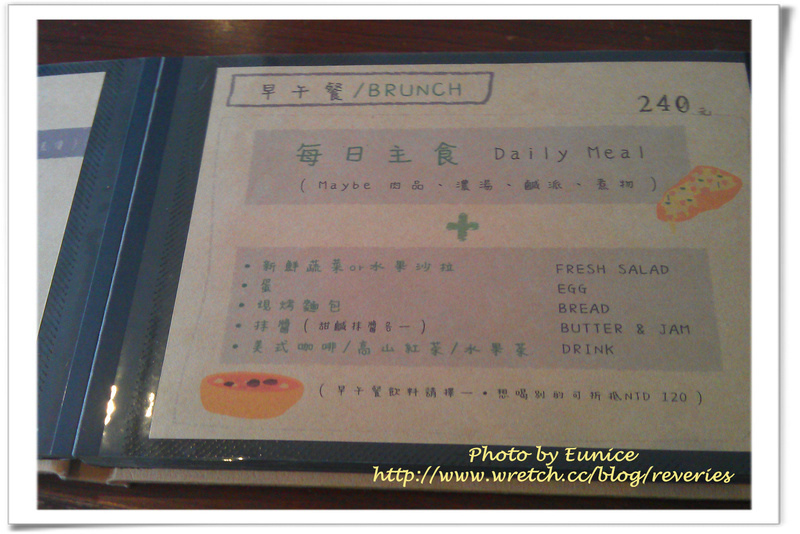 早午餐/BRUNCH
240元
每日主食 Daily Meal
( Maybe 肉品、濃湯、鹹派、煮物 )
• 新鮮蔬菜or水果沙拉 FRESH SALAD
• 蛋 EGG
• 現烤麵包 BREAD
• 抹醬 ( 甜鹹抹醬各一 ) BUTTER & JAM
• 美式咖啡/高山紅茶/水果茶 DRINK
( 早午餐飲料請擇一。想喝別的可折抵NTD 120 )
Photo by Eunice
http://www.wretch.cc/blog/reveries